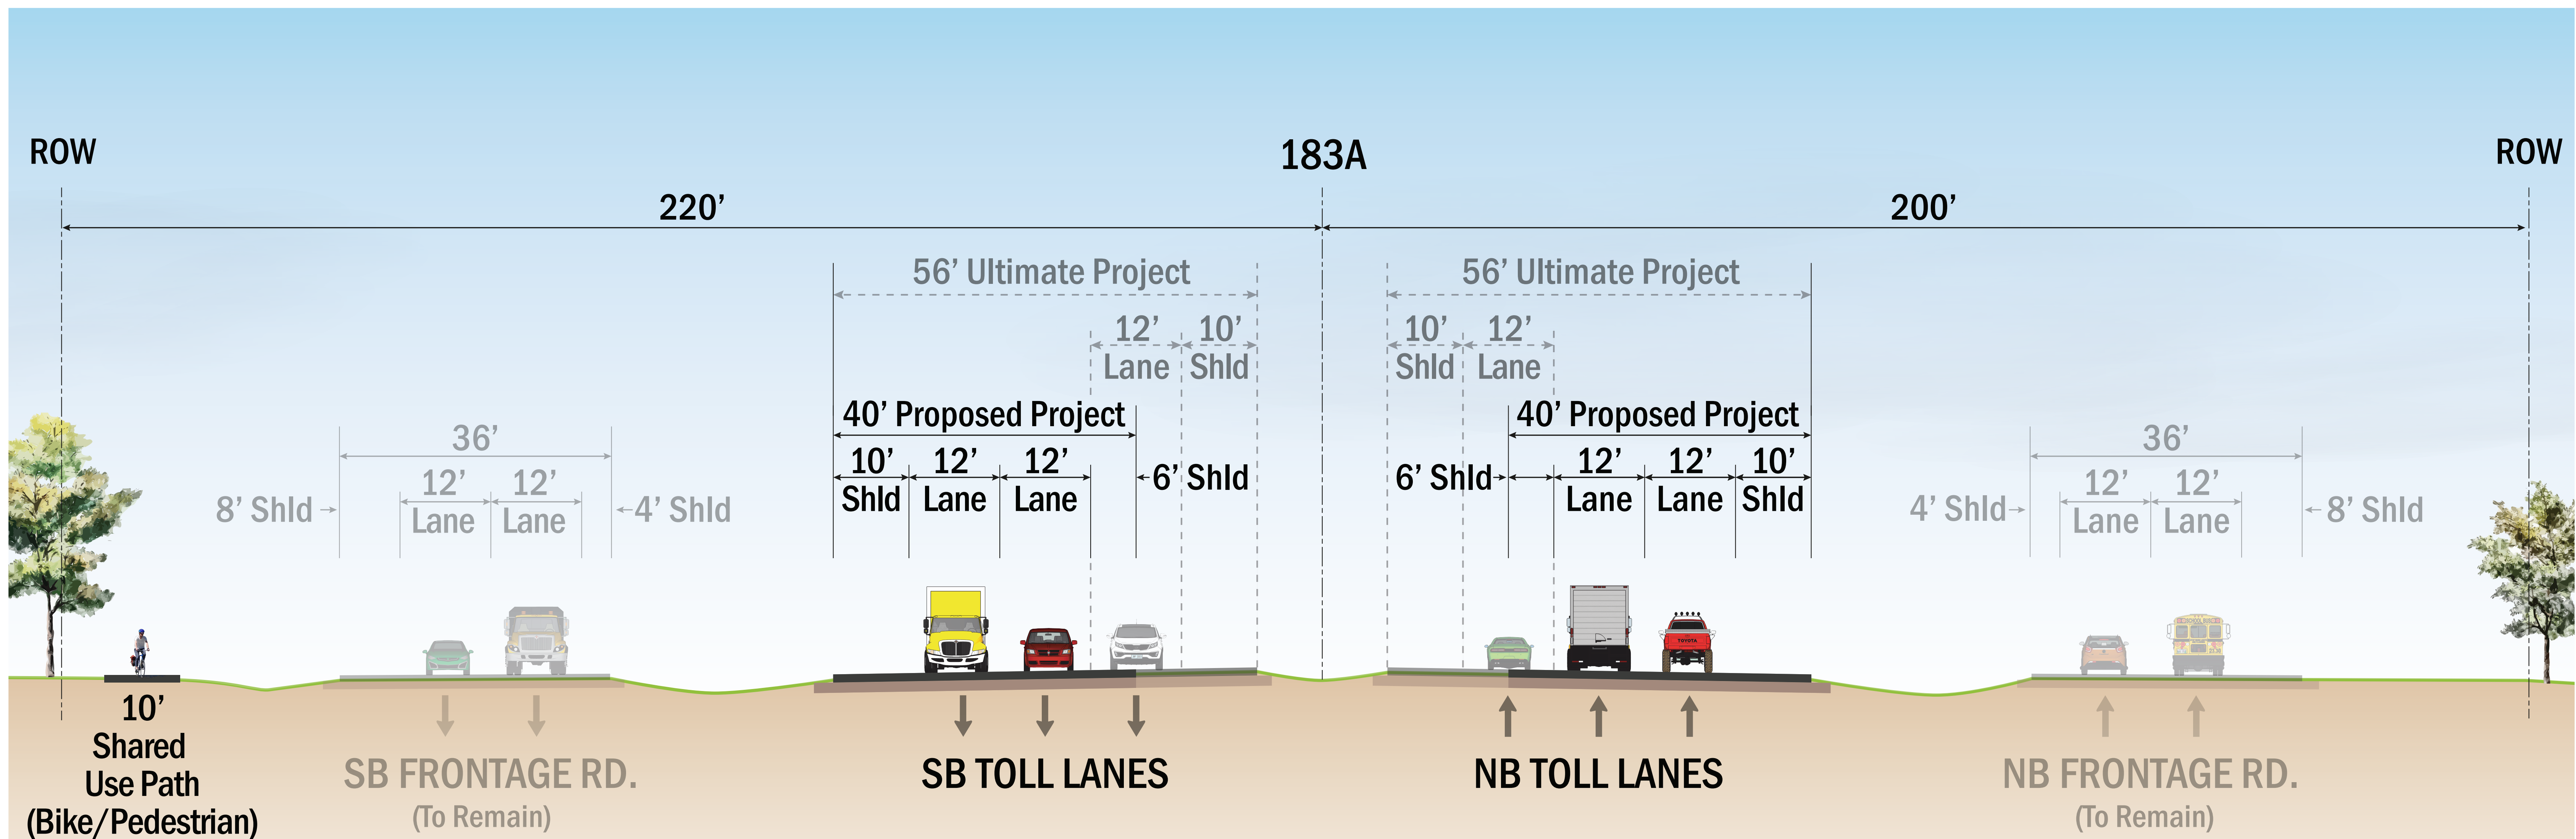 ROW
183A
ROW
220’
200’
56’ Ultimate Project
56’ Ultimate Project
12’
Lane
10’
Shld
10’
Shld
12’
Lane
40’ Proposed Project
40’ Proposed Project
36’
8’ Shld
12’
Lane
12’
Lane
4’ Shld
10’
Shld
12’
Lane
12’
Lane
6’ Shld
6’ Shld
12’
Lane
12’
Lane
10’
Shld
36’
4’ Shld
12’
Lane
12’
Lane
8’ Shld
TOYOTA
SCHOOL BUS
10’
Shared
Use Path
(Bike/Pedestrian)
SB FRONTAGE RD.
(To Remain)
SB TOLL LANES
NB TOLL LANES
NB FRONTAGE RD.
(To Remain)